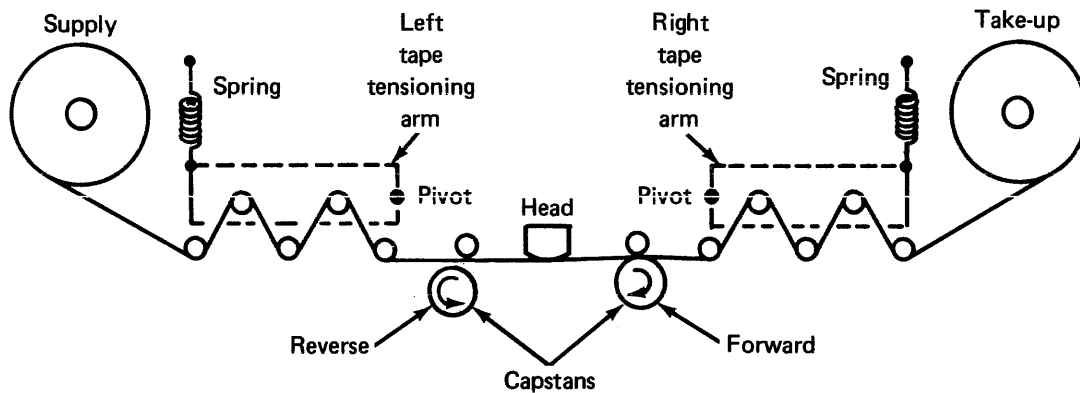 Supply
Left
tape
tensioning
arm
Right
tape
tensioning
arm
Take-up
Spring
Spring
Pivot
Head
Pivot
Reverse
Capstans
Forward